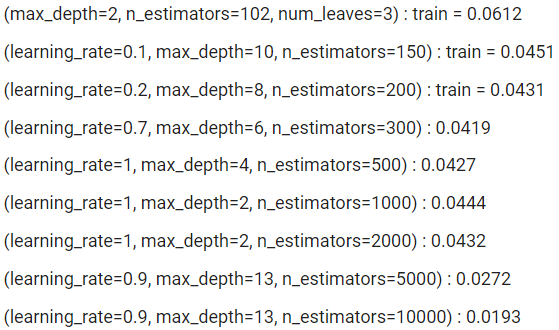 (max_depth=2, n_estimators=102, num_leaves=3) : train = 0.0612
(learning_rate=0.1, max_depth=10, n_estimators=150) : train = 0.0451
(learning_rate=0.2, max_depth=8, n_estimators=200) : train = 0.0431
(learning_rate=0.7, max_depth=6, n_estimators=300) : 0.0419
(learning_rate=1, max_depth=4, n_estimators=500) : 0.0427
(learning_rate=1, max_depth=2, n_estimators=1000) : 0.0444
(learning_rate=1, max_depth=2, n_estimators=2000) : 0.0432
(learning_rate=0.9, max_depth=13, n_estimators=5000) : 0.0272
(learning_rate=0.9, max_depth=13, n_estimators=10000) : 0.0193